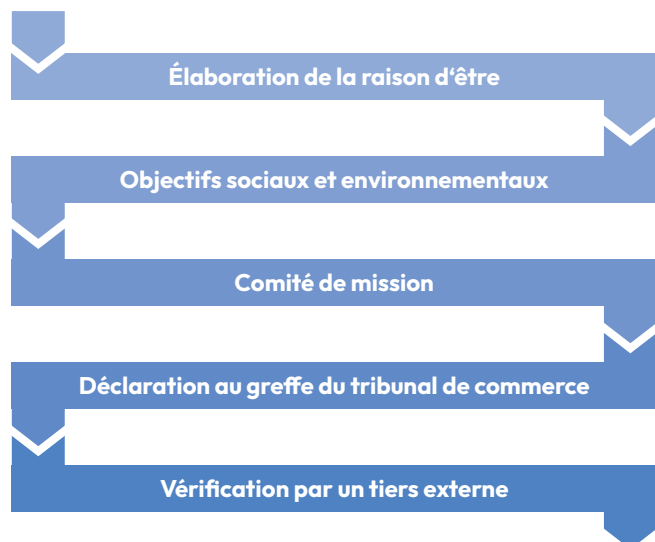 Élaboration de la raison d‘être
Objectifs sociaux et environnementaux
Comité de mission
Déclaration au greffe du tribunal de commerce
Vérification par un tiers externe